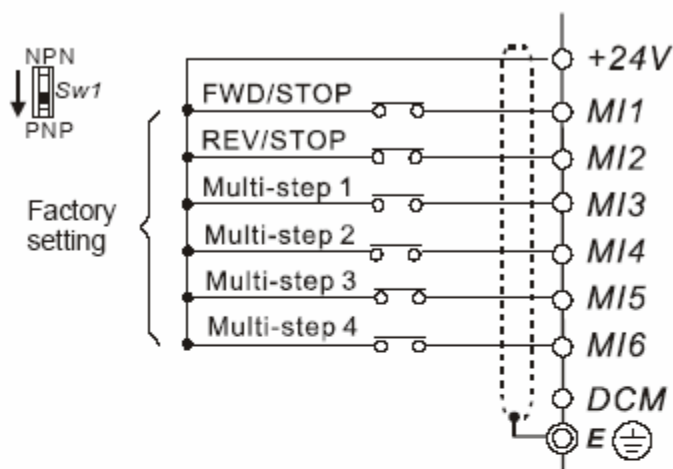 NPN
Sw1
PNP
Factory
setting
FWD/STOP
REV/STOP
Multi-step 1
Multi-step 2
Multi-step 3
Multi-step 4
+24V
MI1
MI2
MI3
MI4
MI5
MI6
DCM
E